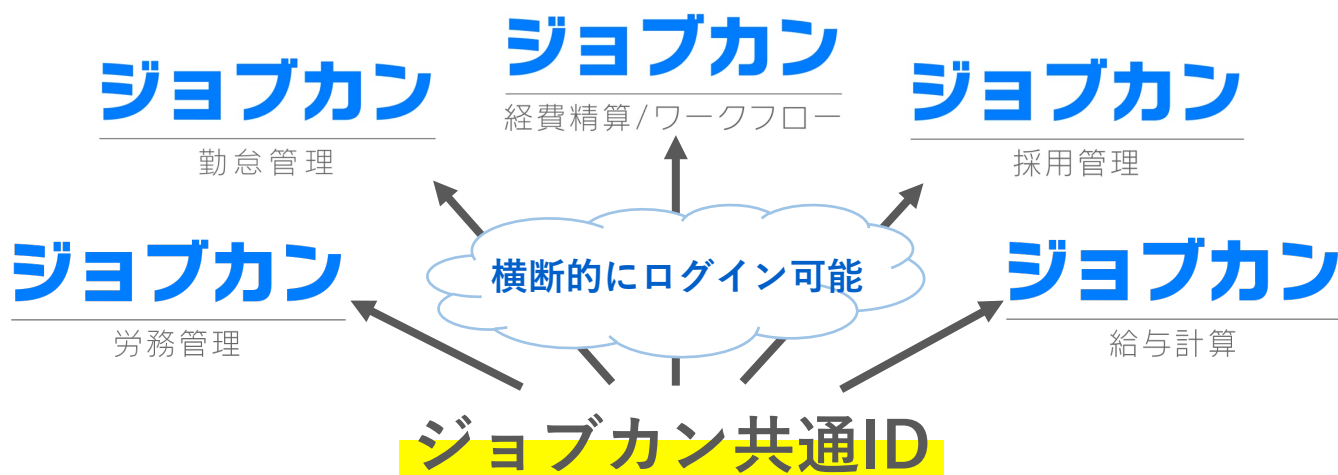 ジョブカン
経費精算/ワークフロー
ジョブカン
勤怠管理
ジョブカン
採用管理
ジョブカン
労務管理
横断的にログイン可能
ジョブカン
給与計算
ジョブカン共通ID